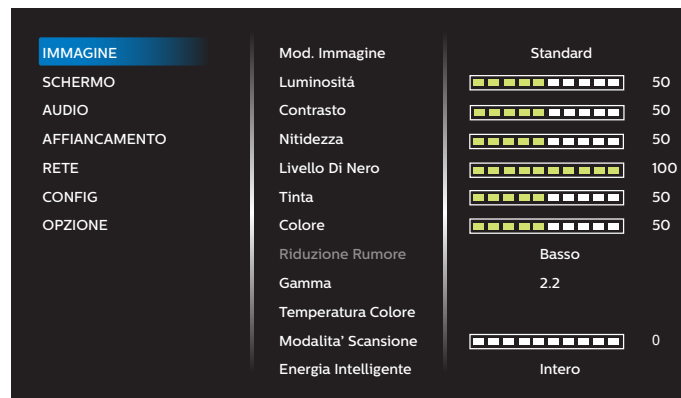 IMMAGINE Mod. Immagine Standard
SCHERMO Luminositá 50
AUDIO Contrasto 50
AFFIANCAMENTO Nitidezza 50
RETE Livello Di Nero 100
CONFIG Tinta 50
OPZIONE Colore 50
Riduzione Rumore Basso
Gamma 2.2
Temperatura Colore
Modalita’ Scansione 0
Energia Intelligente Intero